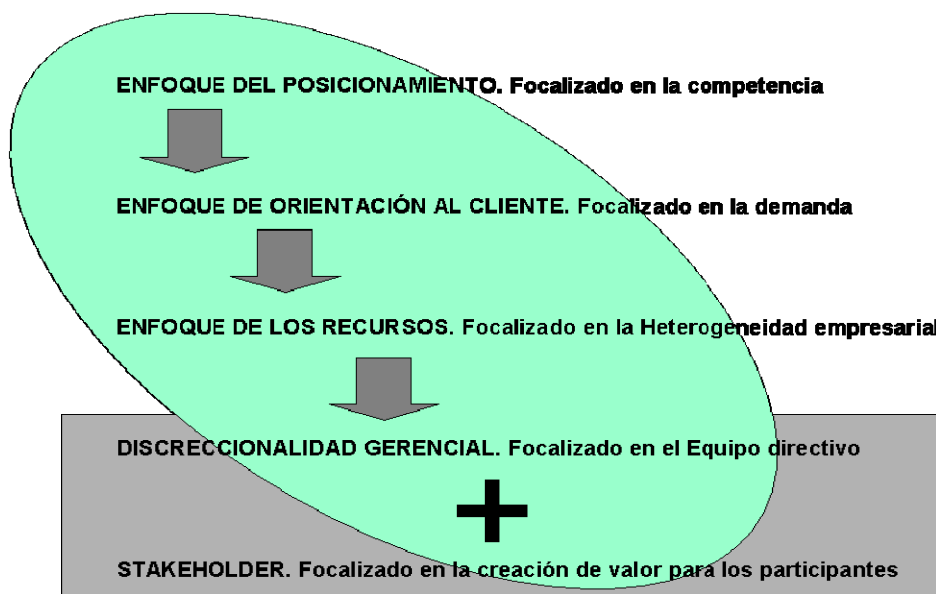 ENFOQUE DEL POSICIONAMIENTO. Focalizado en la competencia
ENFOQUE DE ORIENTACIÓN AL CLIENTE. Focalizado en la demanda
ENFOQUE DE LOS RECURSOS. Focalizado en la Heterogeneidad empresarial
DISCRECCIONALIDAD GERENCIAL. Focalizado en el Equipo directivo
STAKEHOLDER. Focalizado en la creación de valor para los participantes